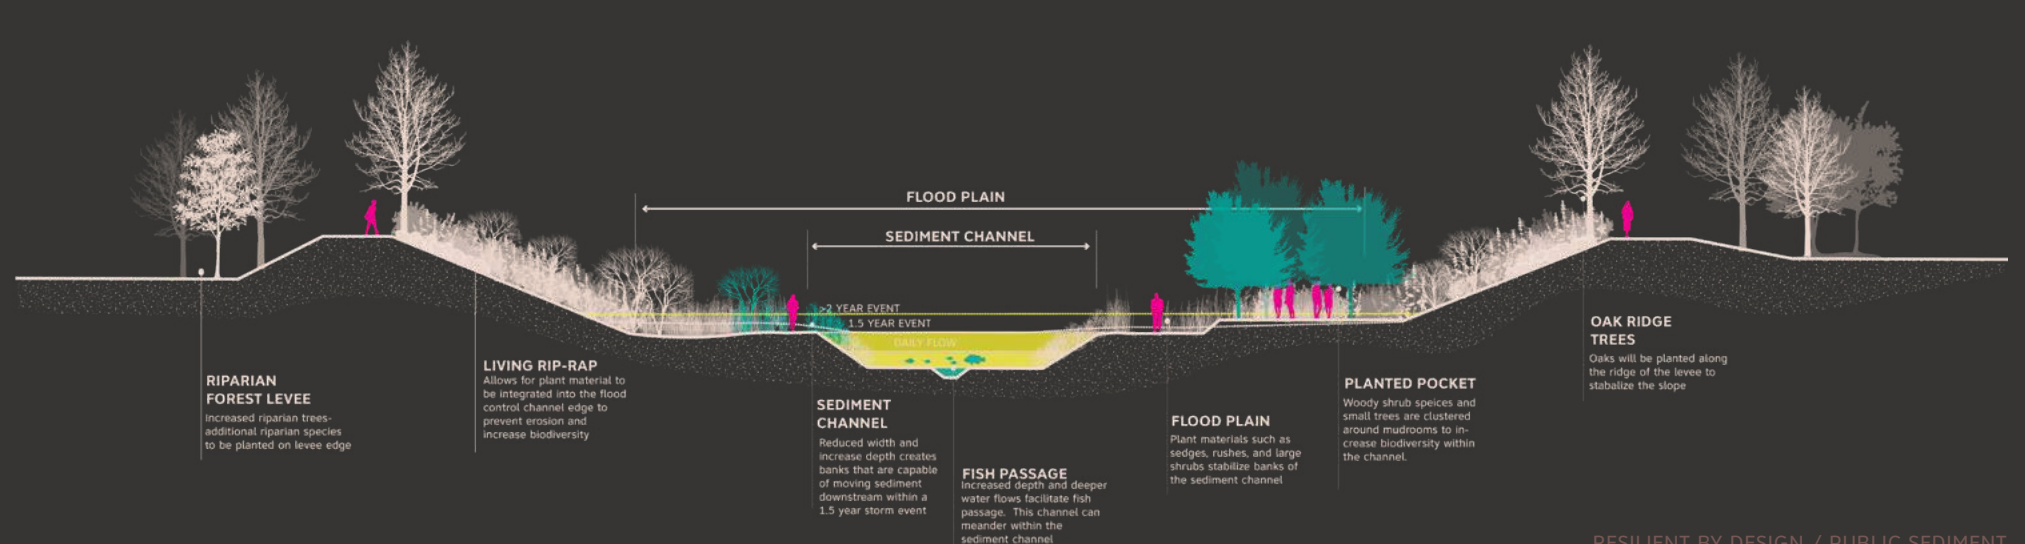 FLOOD PLAIN
SEDIMENT CHANNEL
>2 YEAR EVENT
1.5 YEAR EVENT
DAILY FLOW
RIPARIAN
FOREST LEVEE
Increased riparian trees-
additional riparian species
to be planted on levee edge
LIVING RIP-RAP
Allows for plant material to
be integrated into the flood
control channel edge to
prevent erosion and
increase biodiversity
SEDIMENT
CHANNEL
Reduced width and
increase depth creates
banks that are capable
of moving sediment
downstream within a
1.5 year storm event
FISH PASSAGE
Increased depth and deeper
water flows facilitate fish
passage. This channel can
meander within the
sediment channel
FLOOD PLAIN
Plant materials such as
sedges, rushes, and large
shrubs stabilize banks of
the sediment channel
PLANTED POCKET
Woody shrub speices and
small trees are clustered
around mudrooms to in-
crease biodiversity within
the channel.
OAK RIDGE
TREES
Oaks will be planted along
the ridge of the levee to
stabalize the slope
RESILIENT BY DESIGN / PUBLIC SEDIMENT